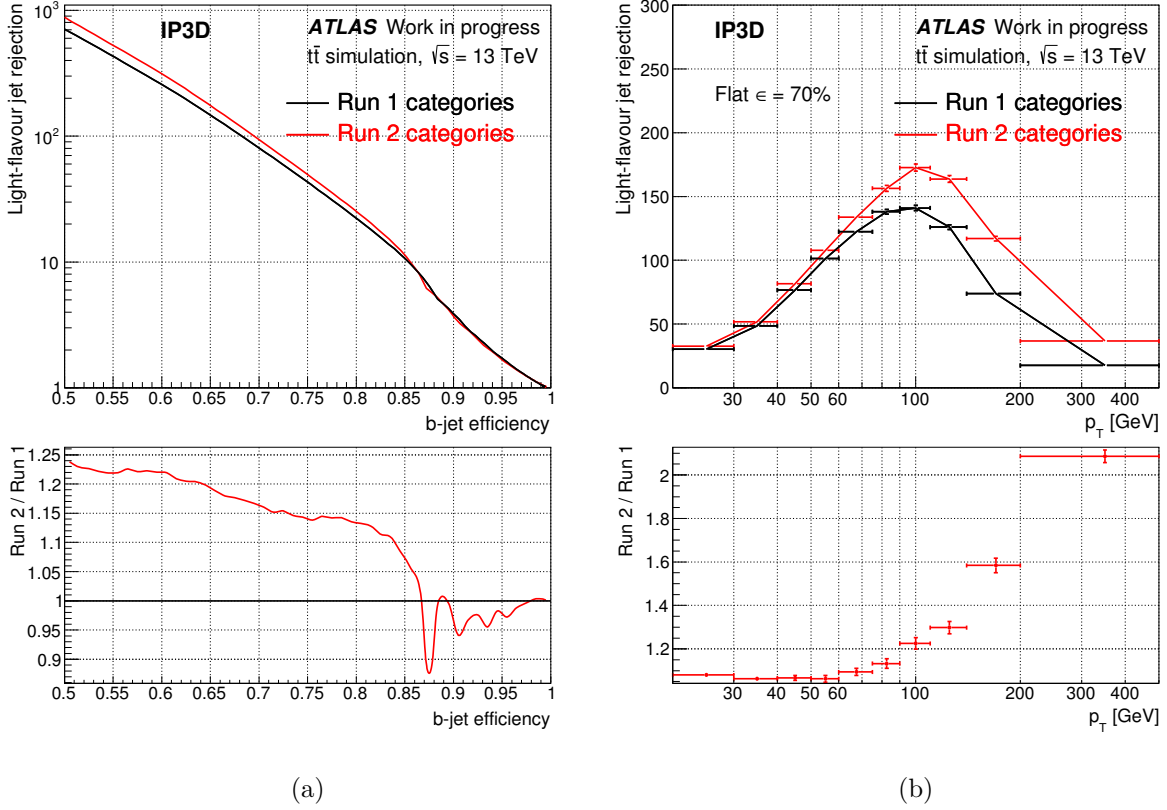 Light-flavour jet rejection
10³
10²
10
1
IP3D
ATLAS Work in progress
tt̄ simulation, √s = 13 TeV
Run 1 categories
Run 2 categories
0.5 0.55 0.6 0.65 0.7 0.75 0.8 0.85 0.9 0.95 1
b-jet efficiency
Run 2 / Run 1
1.25
1.2
1.15
1.1
1.05
1
0.95
0.9
0.5 0.55 0.6 0.65 0.7 0.75 0.8 0.85 0.9 0.95 1
b-jet efficiency
(a)
Light-flavour jet rejection
300
250
200
150
100
50
0
IP3D
ATLAS Work in progress
tt̄ simulation, √s = 13 TeV
Flat ϵ = 70%
Run 1 categories
Run 2 categories
30 40 50 60 100 200 300 400
p_T [GeV]
Run 2 / Run 1
2
1.8
1.6
1.4
1.2
30 40 50 60 100 200 300 400
p_T [GeV]
(b)